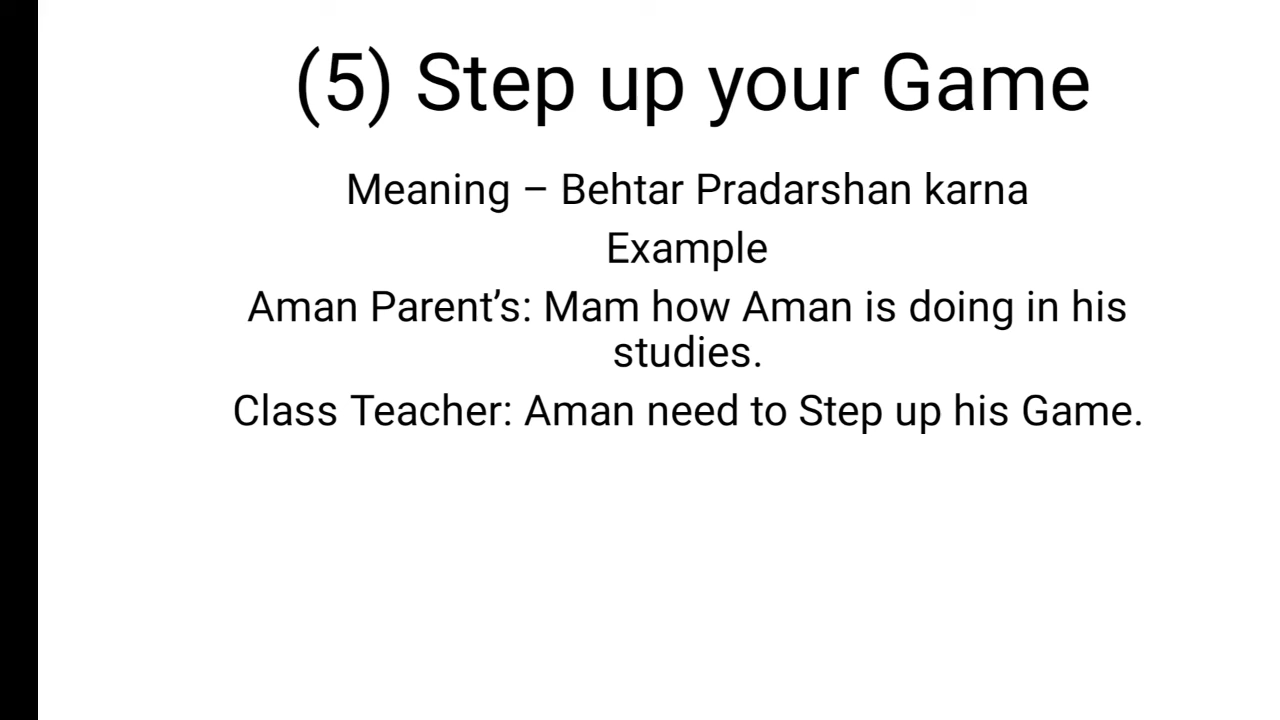 (5) Step up your Game
Meaning – Behtar Pradarshan karna
Example
Aman Parent’s: Mam how Aman is doing in his
studies.
Class Teacher: Aman need to Step up his Game.